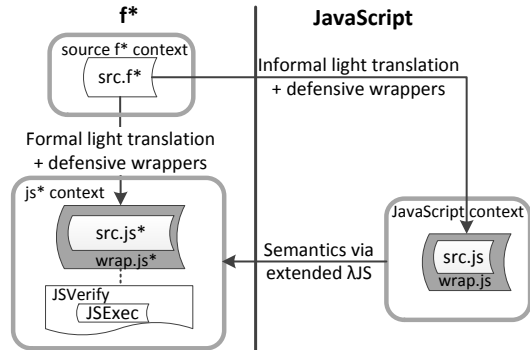 f*
JavaScript
source f* context
src.f*
Informal light translation
+ defensive wrappers
Formal light translation
+ defensive wrappers
js* context
src.js*
wrap.js*
JSVerify
JSExec
Semantics via
extended λJS
JavaScript context
src.js
wrap.js